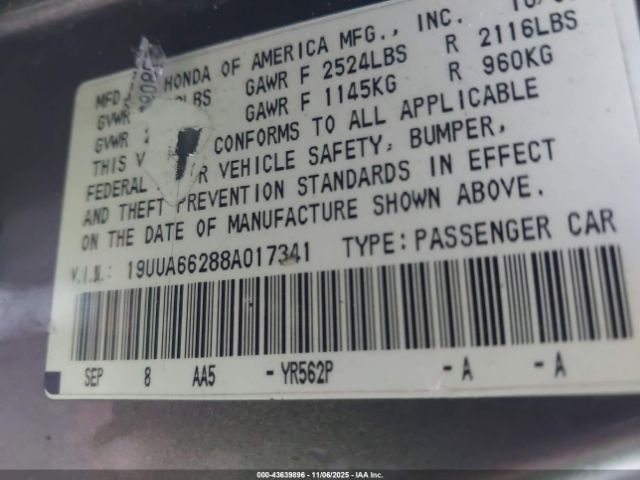 MFD HONDA OF AMERICA MFG., INC.
GVWR LBS GAWR F 2524LBS R 2116LBS
GVWR GAWR F 1145KG R 960KG
THIS V CONFORMS TO ALL APPLICABLE
FEDERAL R VEHICLE SAFETY, BUMPER,
AND THEFT PREVENTION STANDARDS IN EFFECT
ON THE DATE OF MANUFACTURE SHOWN ABOVE.
V.I.D.: 19UUA66288A017341 TYPE:PASSENGER CAR
SEP 8 AA5 -YR562P -A -A
00-43639896 - 11/06/2025 - IAA Inc.